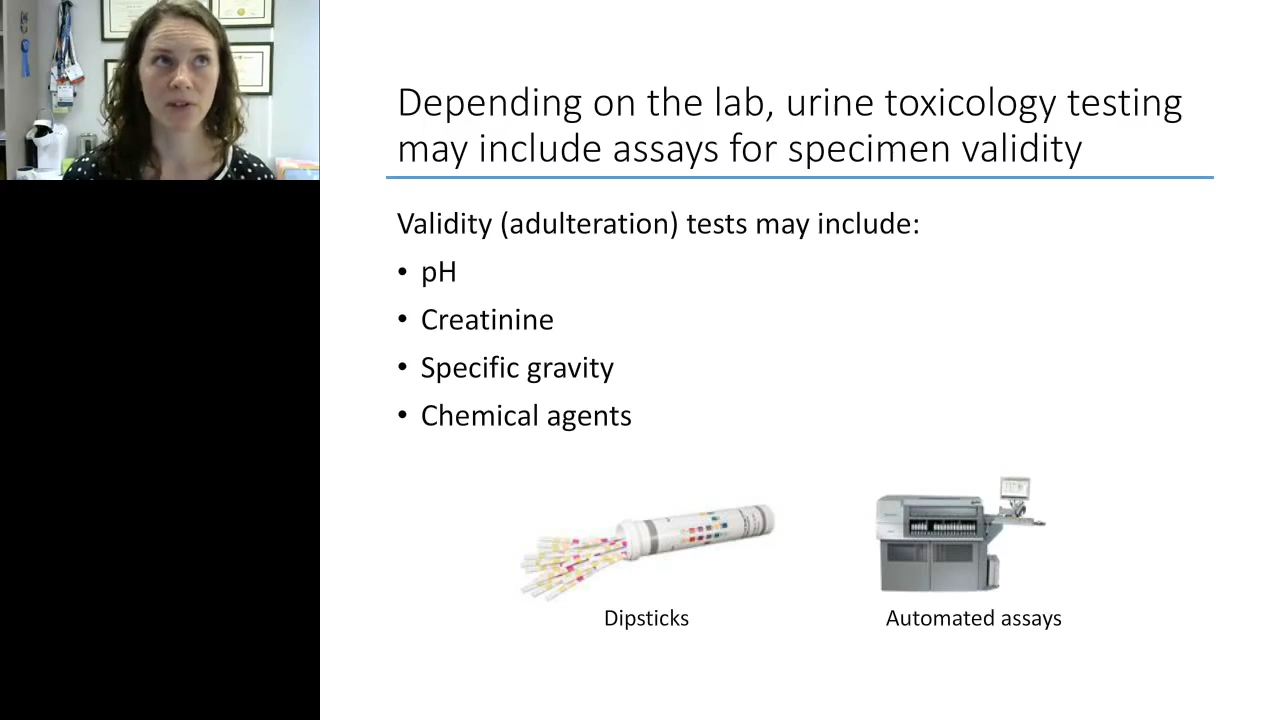 Depending on the lab, urine toxicology testing
may include assays for specimen validity
Validity (adulteration) tests may include:
• pH
• Creatinine
• Specific gravity
• Chemical agents
Dipsticks
Automated assays